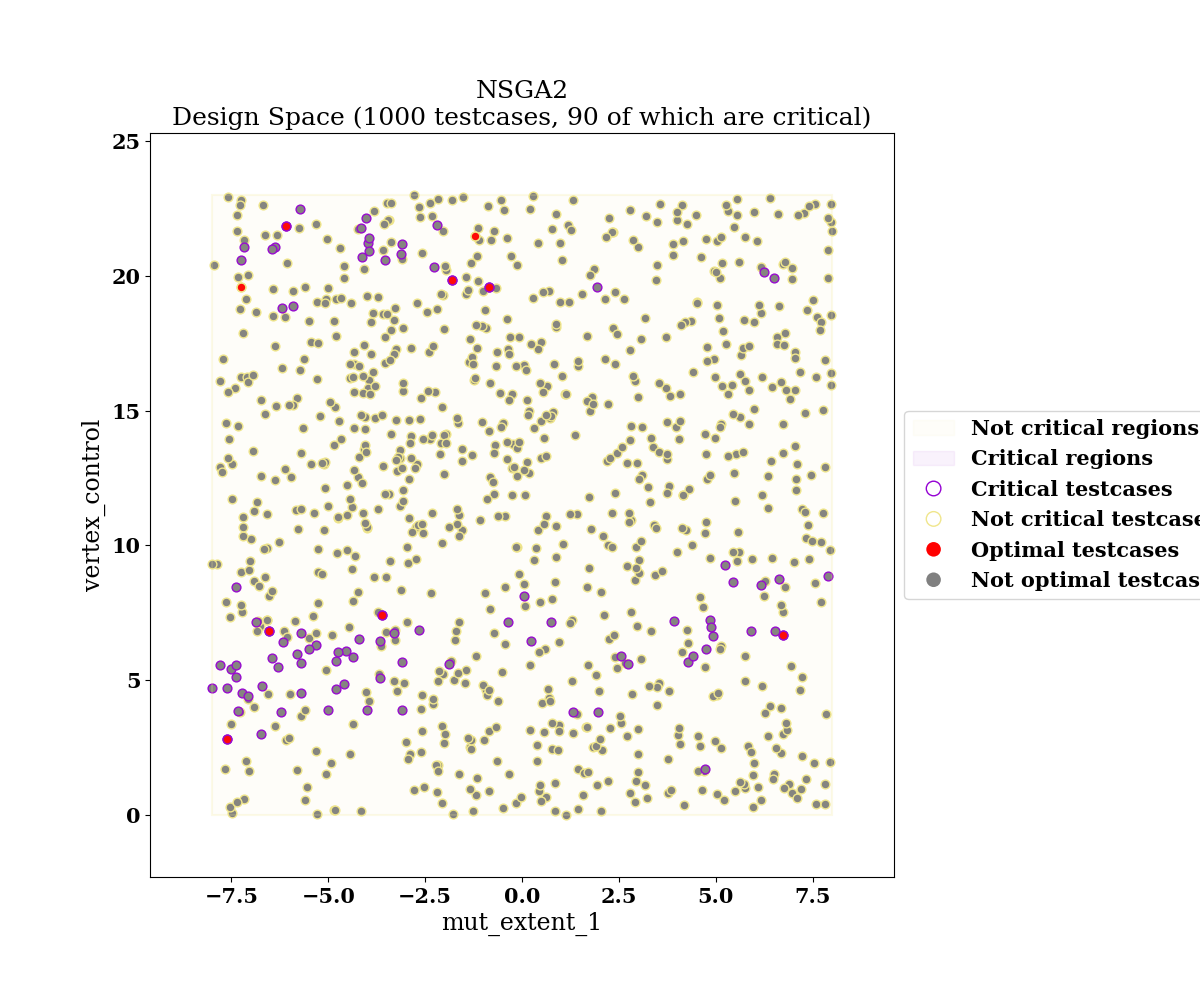 NSGA2
Design Space (1000 testcases, 90 of which are critical)
25
20
15
10
5
0
vertex_control
−7.5
−5.0
−2.5
0.0
2.5
5.0
7.5
mut_extent_1
Not critical regions
Critical regions
Critical testcases
Not critical testcase
Optimal testcases
Not optimal testcas